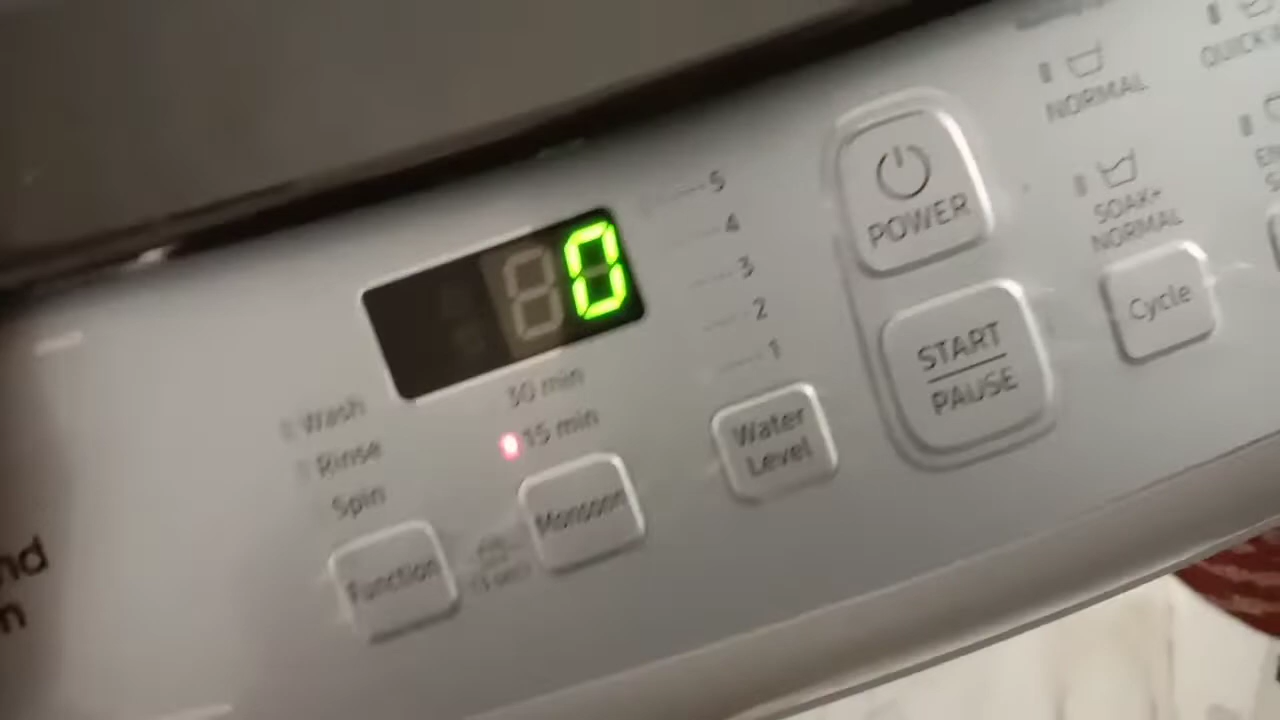 0
5
4
3
2
1
30 min
15 min
Wash
Rinse
Spin
Function
Monsoon
Water
Level
POWER
START
PAUSE
NORMAL
SOAK+
NORMAL
Cycle
QUICK